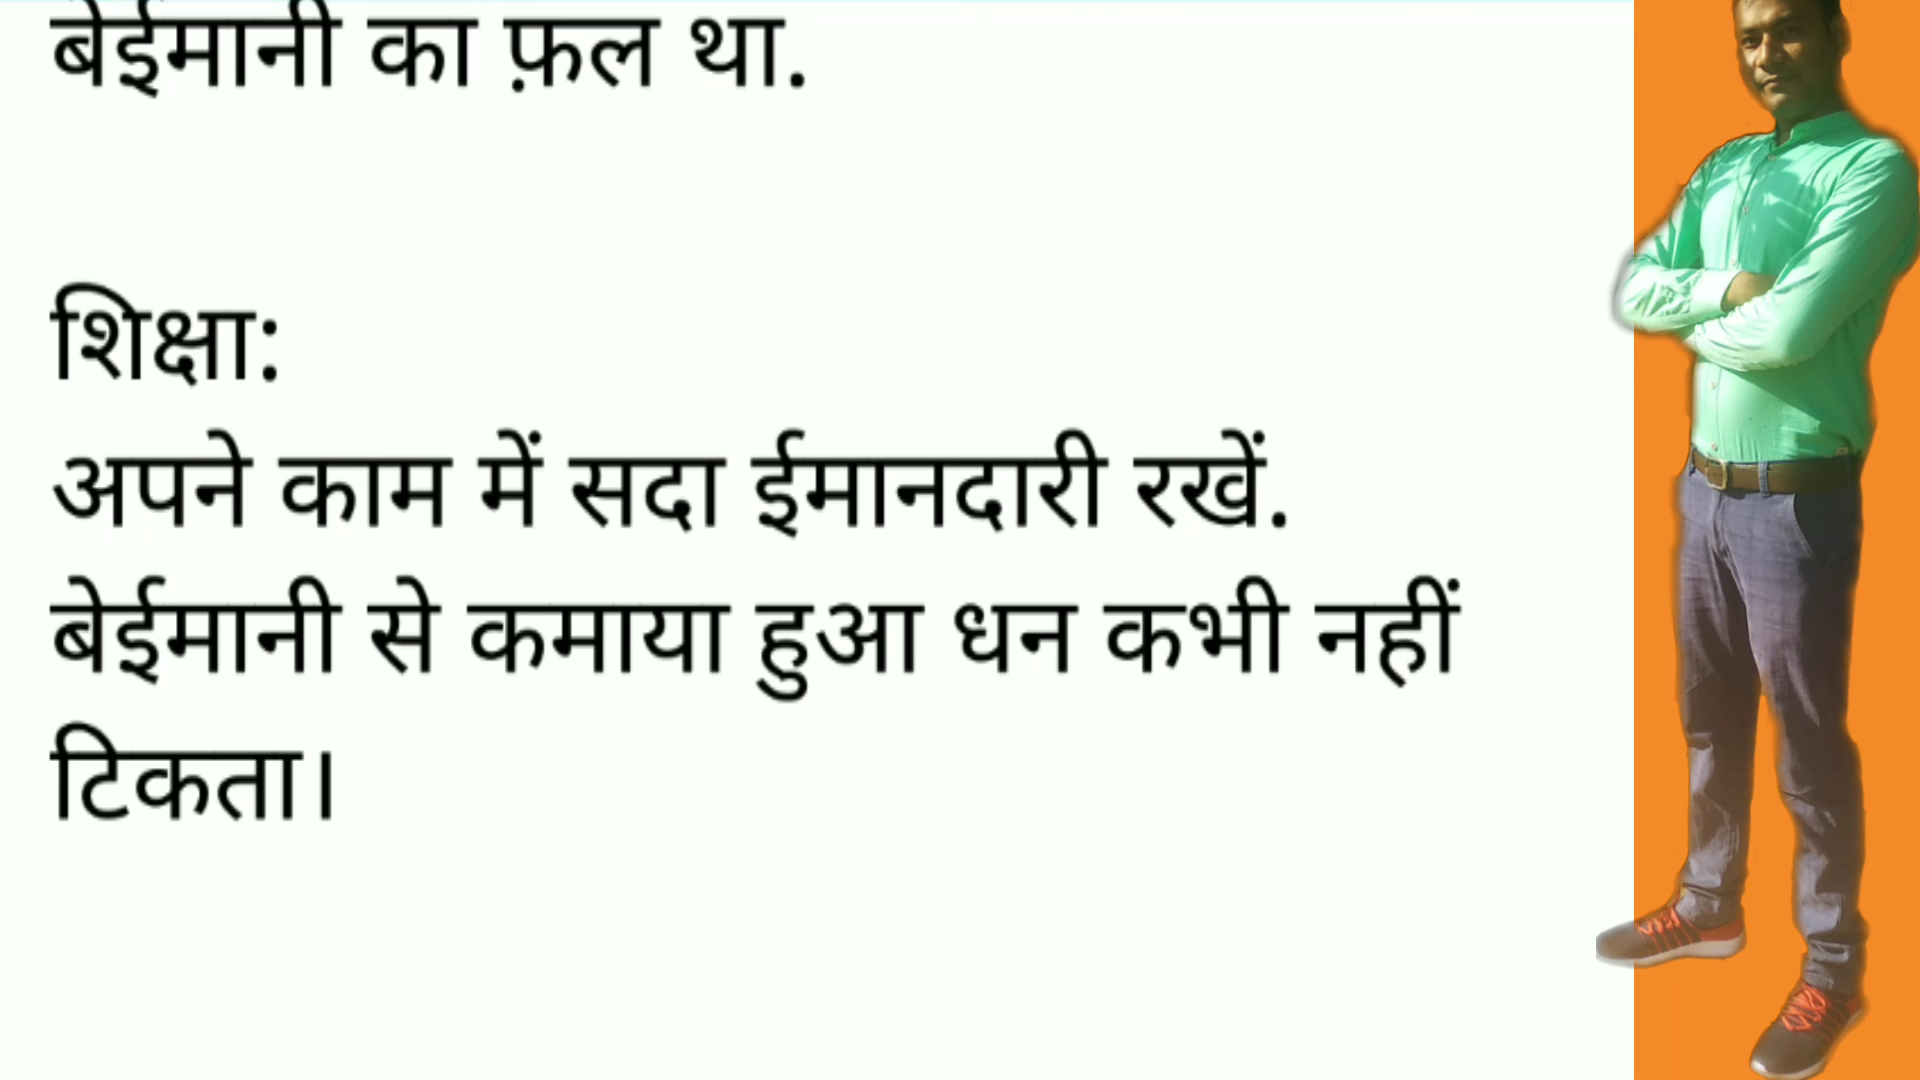 बेईमानी का फ़ल था.
शिक्षा:
अपने काम में सदा ईमानदारी रखें.
बेईमानी से कमाया हुआ धन कभी नहीं
टिकता।